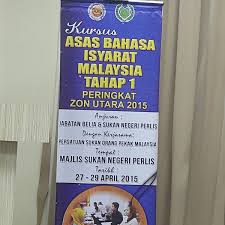 Kursus
ASAS BAHASA
ISYARAT
MALAYSIA
TAHAP 1
PERINGKAT
ZON UTARA 2015
Anjuran :
JABATAN BELIA & SUKAN NEGERI PERLIS
Dengan Kerjasama:
PERSATUAN SUKAN ORANG PEKAK MALAYSIA
Tempat :
MAJLIS SUKAN NEGERI PERLIS
Tarikh :
27 - 29 APRIL 2015